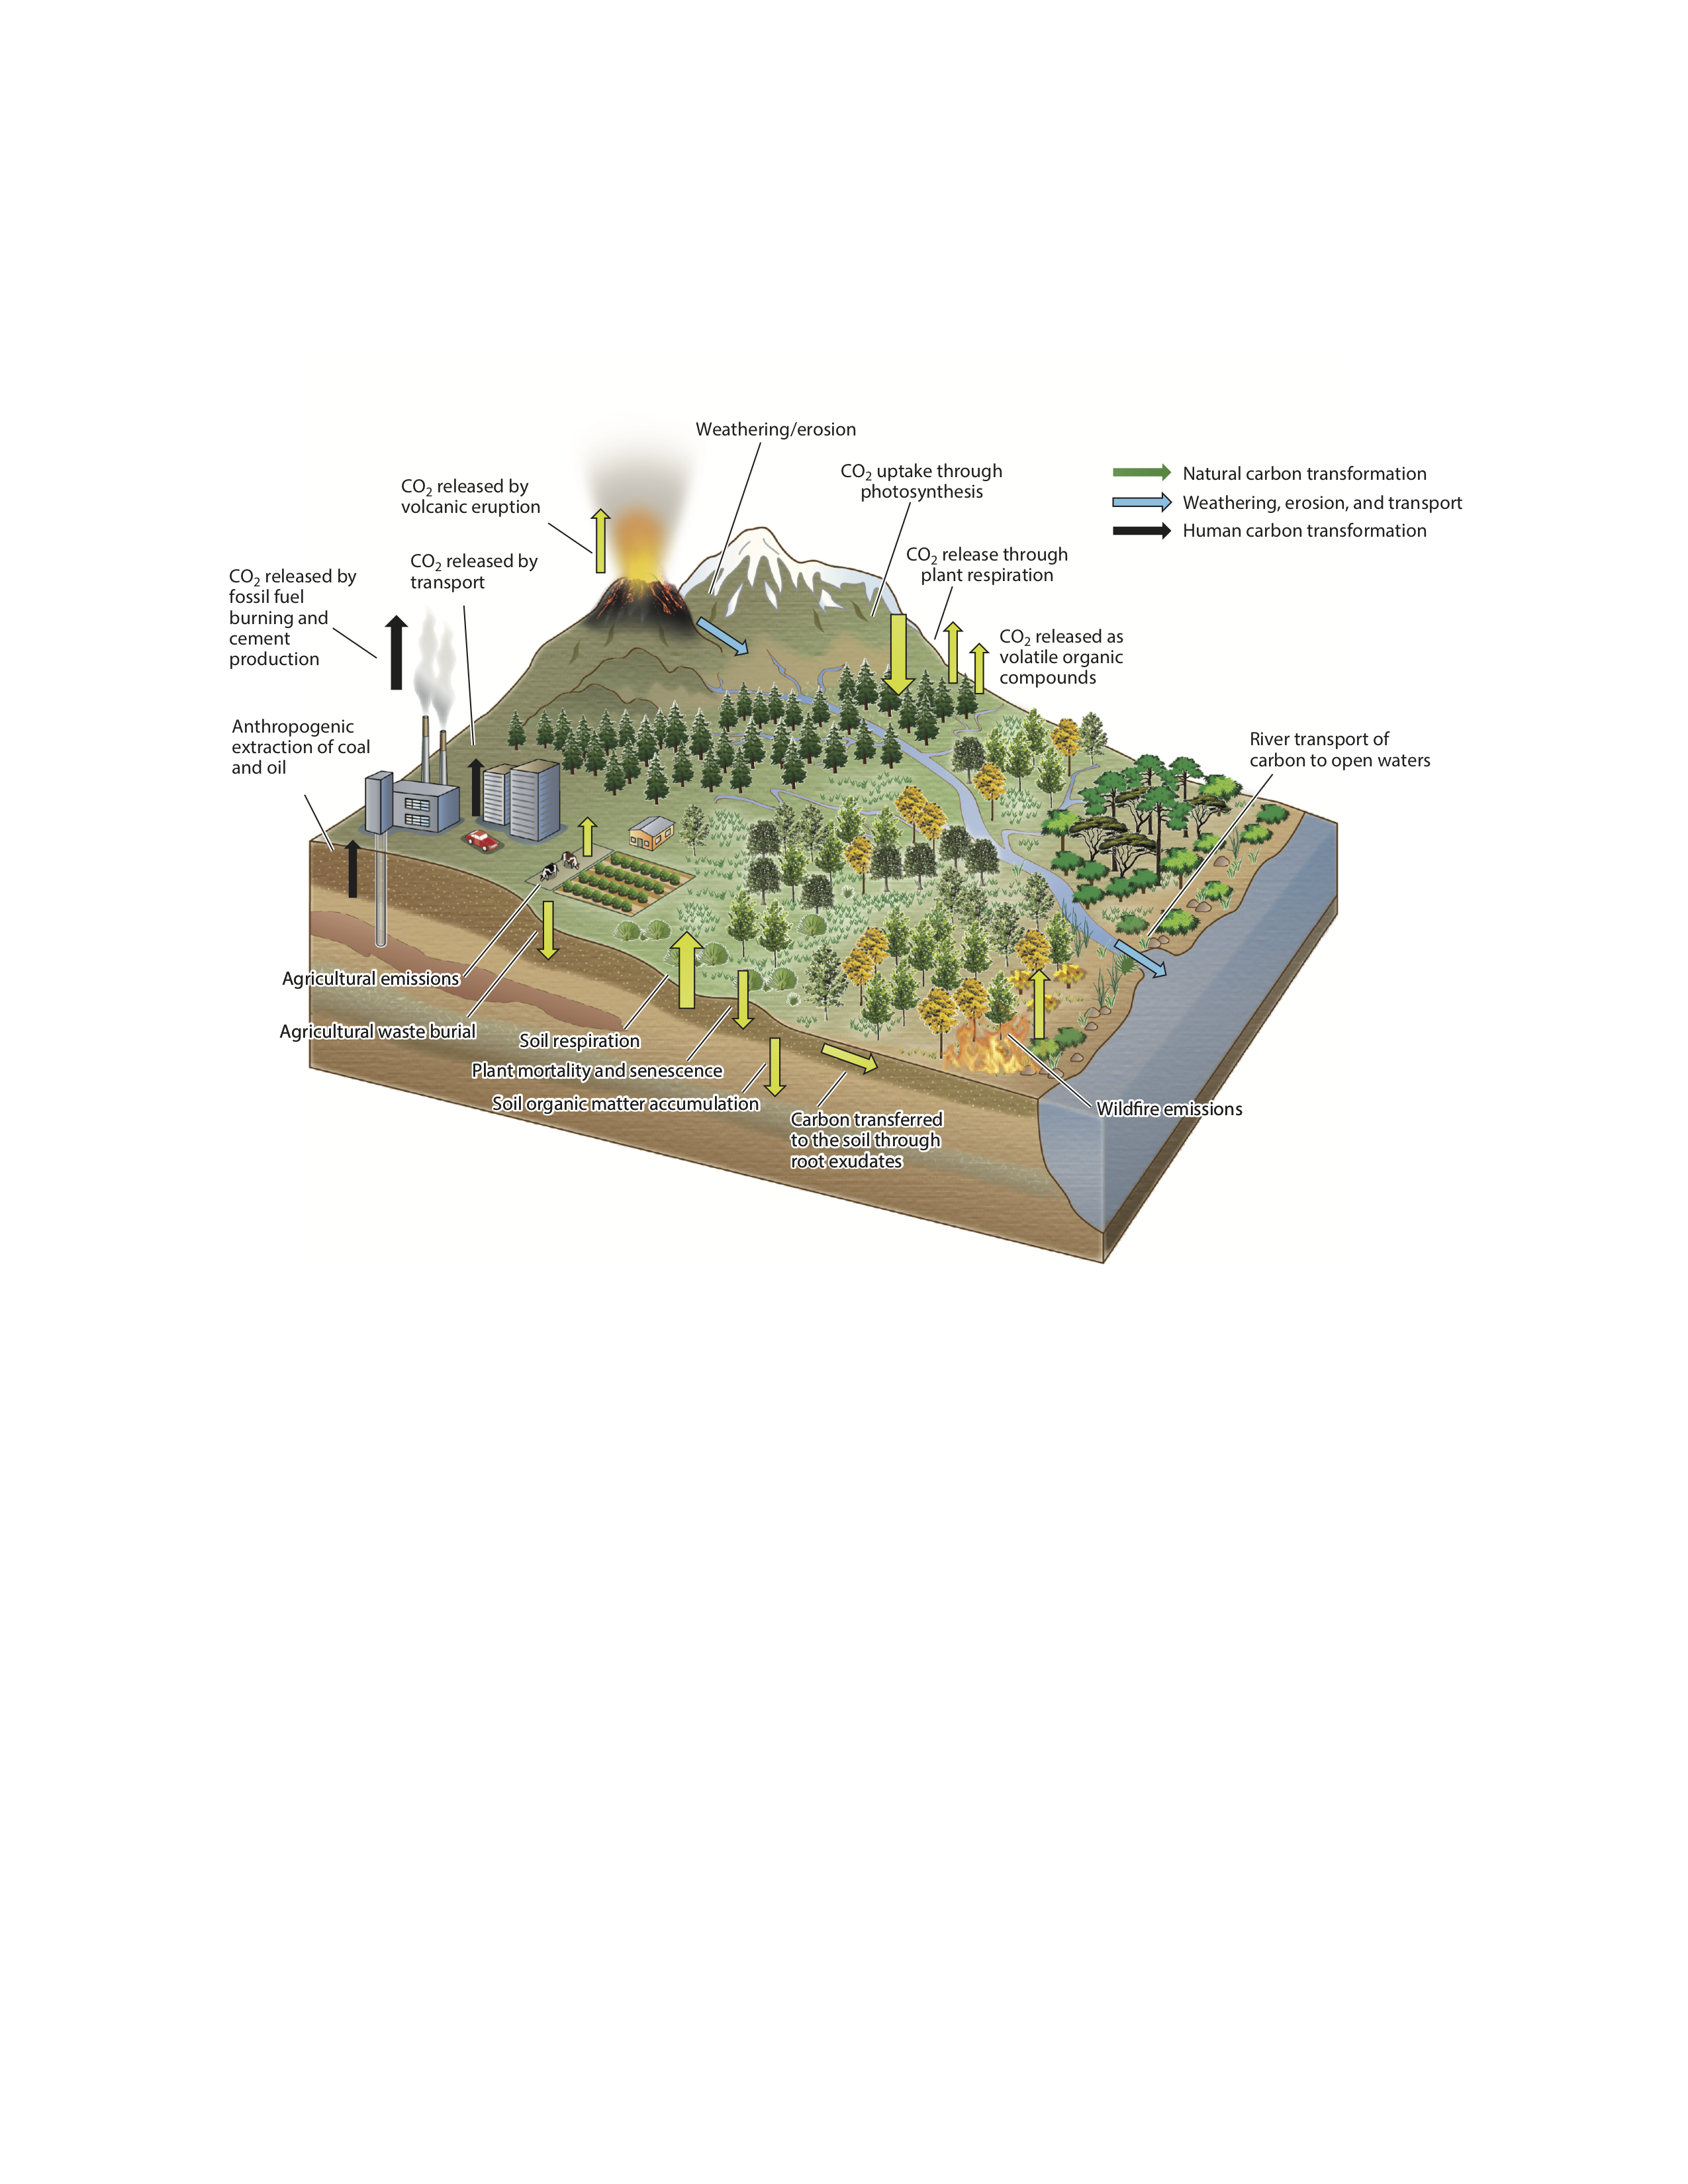 Weathering/erosion
CO₂ uptake through
photosynthesis
Natural carbon transformation
Weathering, erosion, and transport
Human carbon transformation
CO₂ released by
volcanic eruption
CO₂ released by
transport
CO₂ release through
plant respiration
CO₂ released by
fossil fuel
burning and
cement
production
CO₂ released as
volatile organic
compounds
Anthropogenic
extraction of coal
and oil
River transport of
carbon to open waters
Agricultural emissions
Agricultural waste burial
Soil respiration
Plant mortality and senescence
Soil organic matter accumulation
Carbon transferred
to the soil through
root exudates
Wildfire emissions